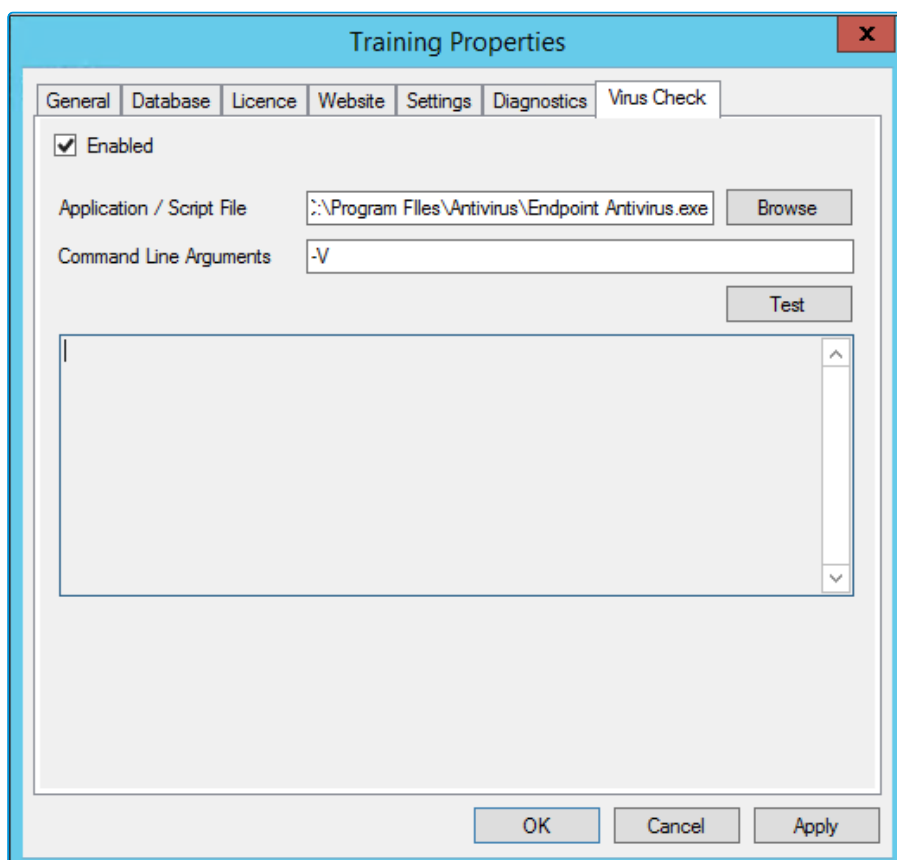 Training Properties
x
General Database Licence Website Settings Diagnostics Virus Check
Enabled
Application / Script File :\Program FIles\Antivirus\Endpoint Antivirus.exe Browse
Command Line Arguments -V
Test
OK Cancel Apply